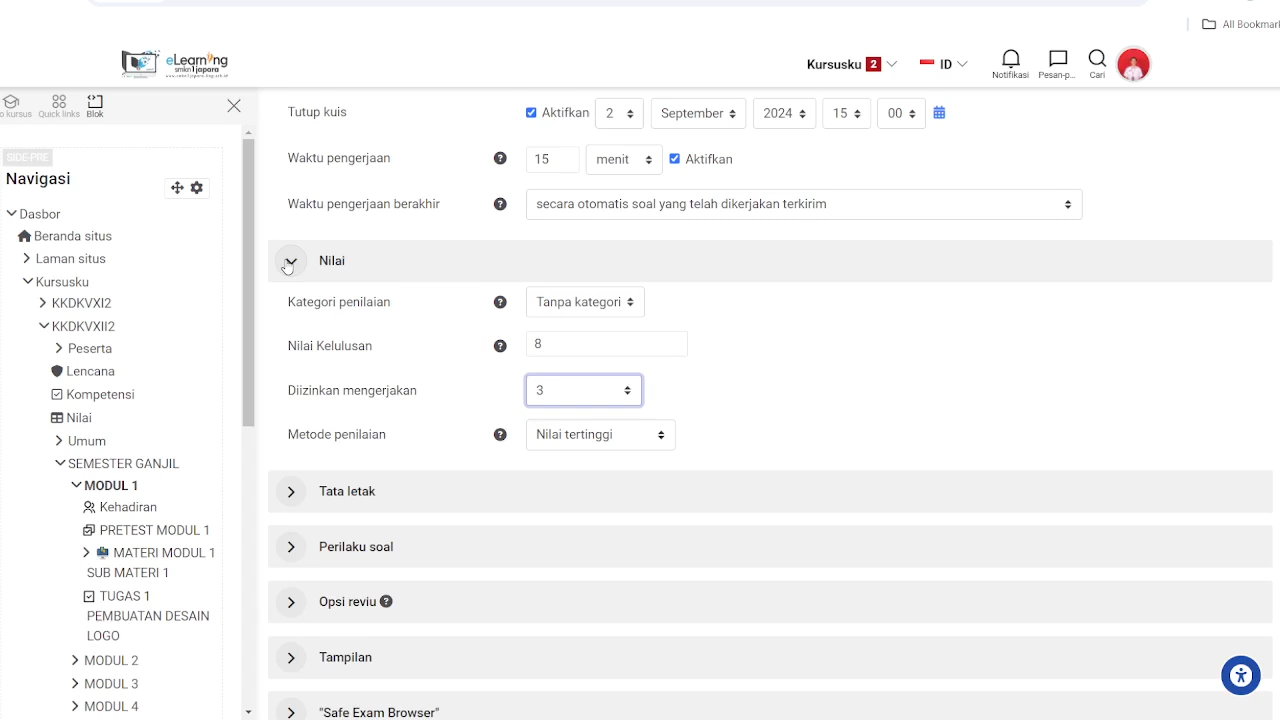 All Bookmar
eLearning
smkn 1 jepara
Kursusku 2
ID
Notifikasi
Pesan-p...
Cari
o kursus
Quick links
Blok
SIDE-PRE
Navigasi
Dasbor
Beranda situs
Laman situs
Kursusku
KKDKVXI2
KKDKVXII2
Peserta
Lencana
Kompetensi
Nilai
Umum
SEMESTER GANJIL
MODUL 1
Kehadiran
PRETEST MODUL 1
MATERI MODUL 1
SUB MATERI 1
TUGAS 1
PEMBUATAN DESAIN
LOGO
MODUL 2
MODUL 3
MODUL 4
Tutup kuis Aktifkan 2 September 2024 15 00
Waktu pengerjaan ? 15 menit Aktifkan
Waktu pengerjaan berakhir ? secara otomatis soal yang telah dikerjakan terkirim
Nilai
Kategori penilaian ? Tanpa kategori
Nilai Kelulusan ? 8
Diizinkan mengerjakan 3
Metode penilaian ? Nilai tertinggi
Tata letak
Perilaku soal
Opsi reviu ?
Tampilan
"Safe Exam Browser"